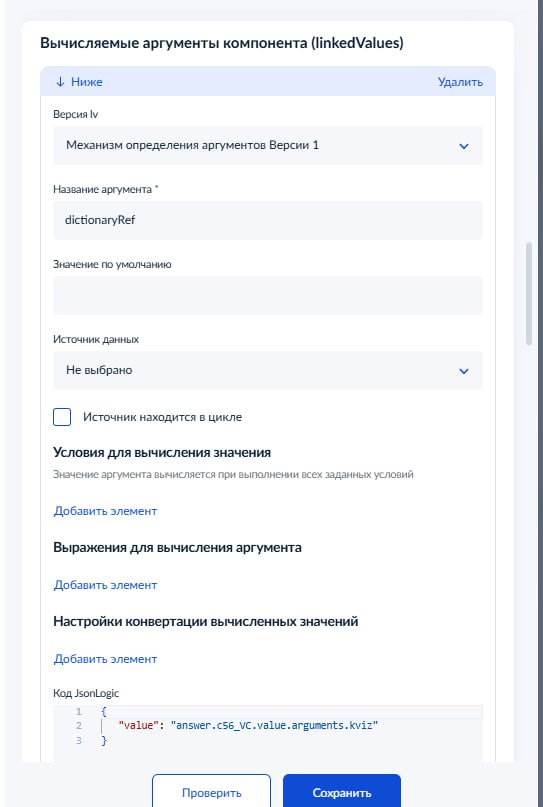 Вычисляемые аргументы компонента (linkedValues)
↓ Ниже Удалить
Версия lv
Механизм определения аргументов Версии 1
Название аргумента *
dictionaryRef
Значение по умолчанию
Источник данных
Не выбрано
Источник находится в цикле
Условия для вычисления значения
Значение аргумента вычисляется при выполнении всех заданных условий
Добавить элемент
Выражения для вычисления аргумента
Добавить элемент
Настройки конвертации вычисленных значений
Добавить элемент
Код JsonLogic
1 {
2 "value": "answer.c56_VC.value.arguments.kviz"
3 }
Проверить Сохранить